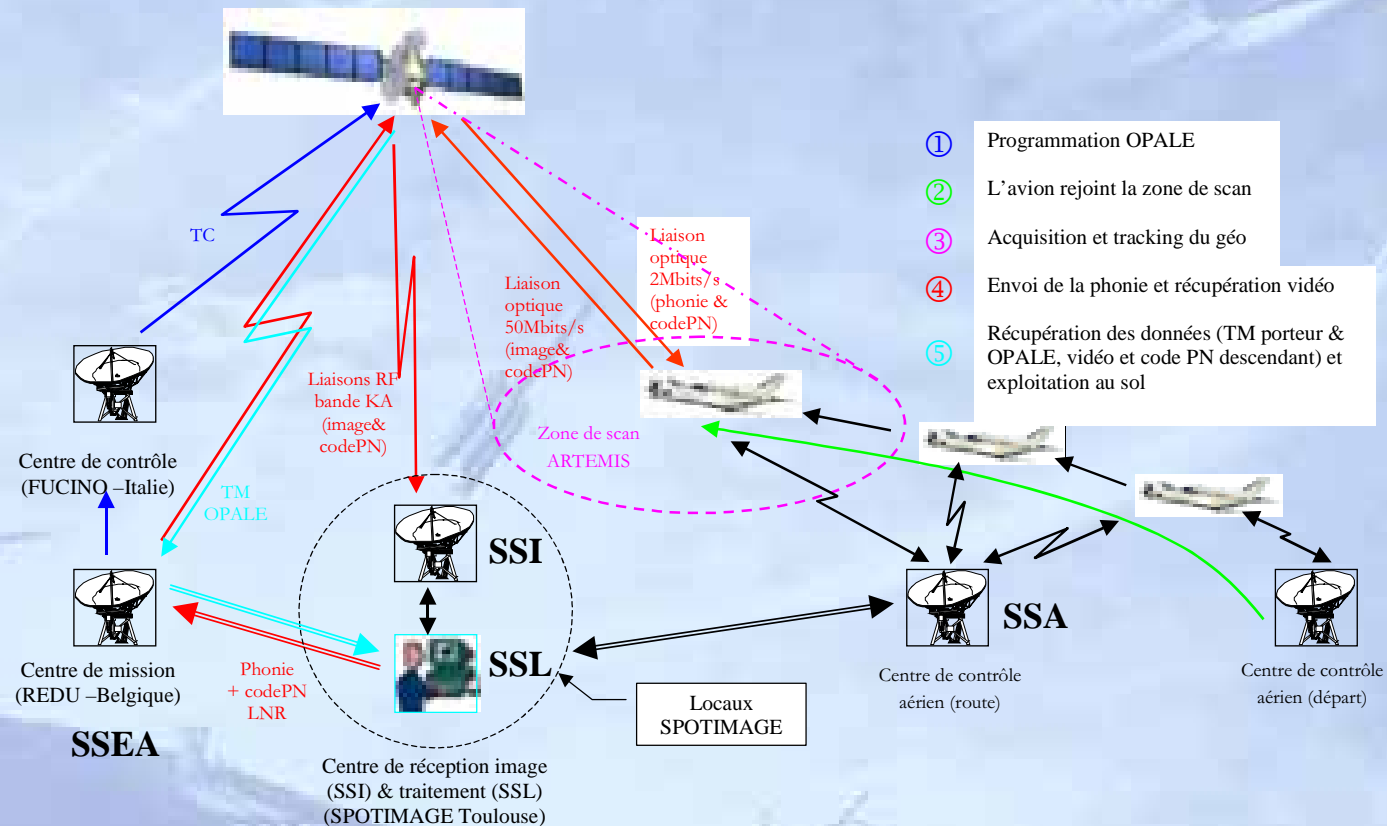 ① Programmation OPALE
② L'avion rejoint la zone de scan
③ Acquisition et tracking du géo
④ Envoi de la phonie et récupération vidéo
⑤ Récupération des données (TM porteur &
OPALE, vidéo et code PN descendant) et
exploitation au sol
TC
Liaison
optique
2Mbits/s
(phonie &
codePN)
Liaison
optique
50Mbits/s
(image&
codePN)
Liaisons RF
bande KA
(image&
codePN)
Zone de scan
ARTEMIS
Centre de contrôle
(FUCINO –Italie)
TM
OPALE
SSI
SSL
SSA
Centre de mission
(REDU –Belgique)
SSEA
Phonie
+ codePN
LNR
Locaux
SPOTIMAGE
Centre de contrôle
aérien (route)
Centre de contrôle
aérien (départ)
Centre de réception image
(SSI) & traitement (SSL)
(SPOTIMAGE Toulouse)